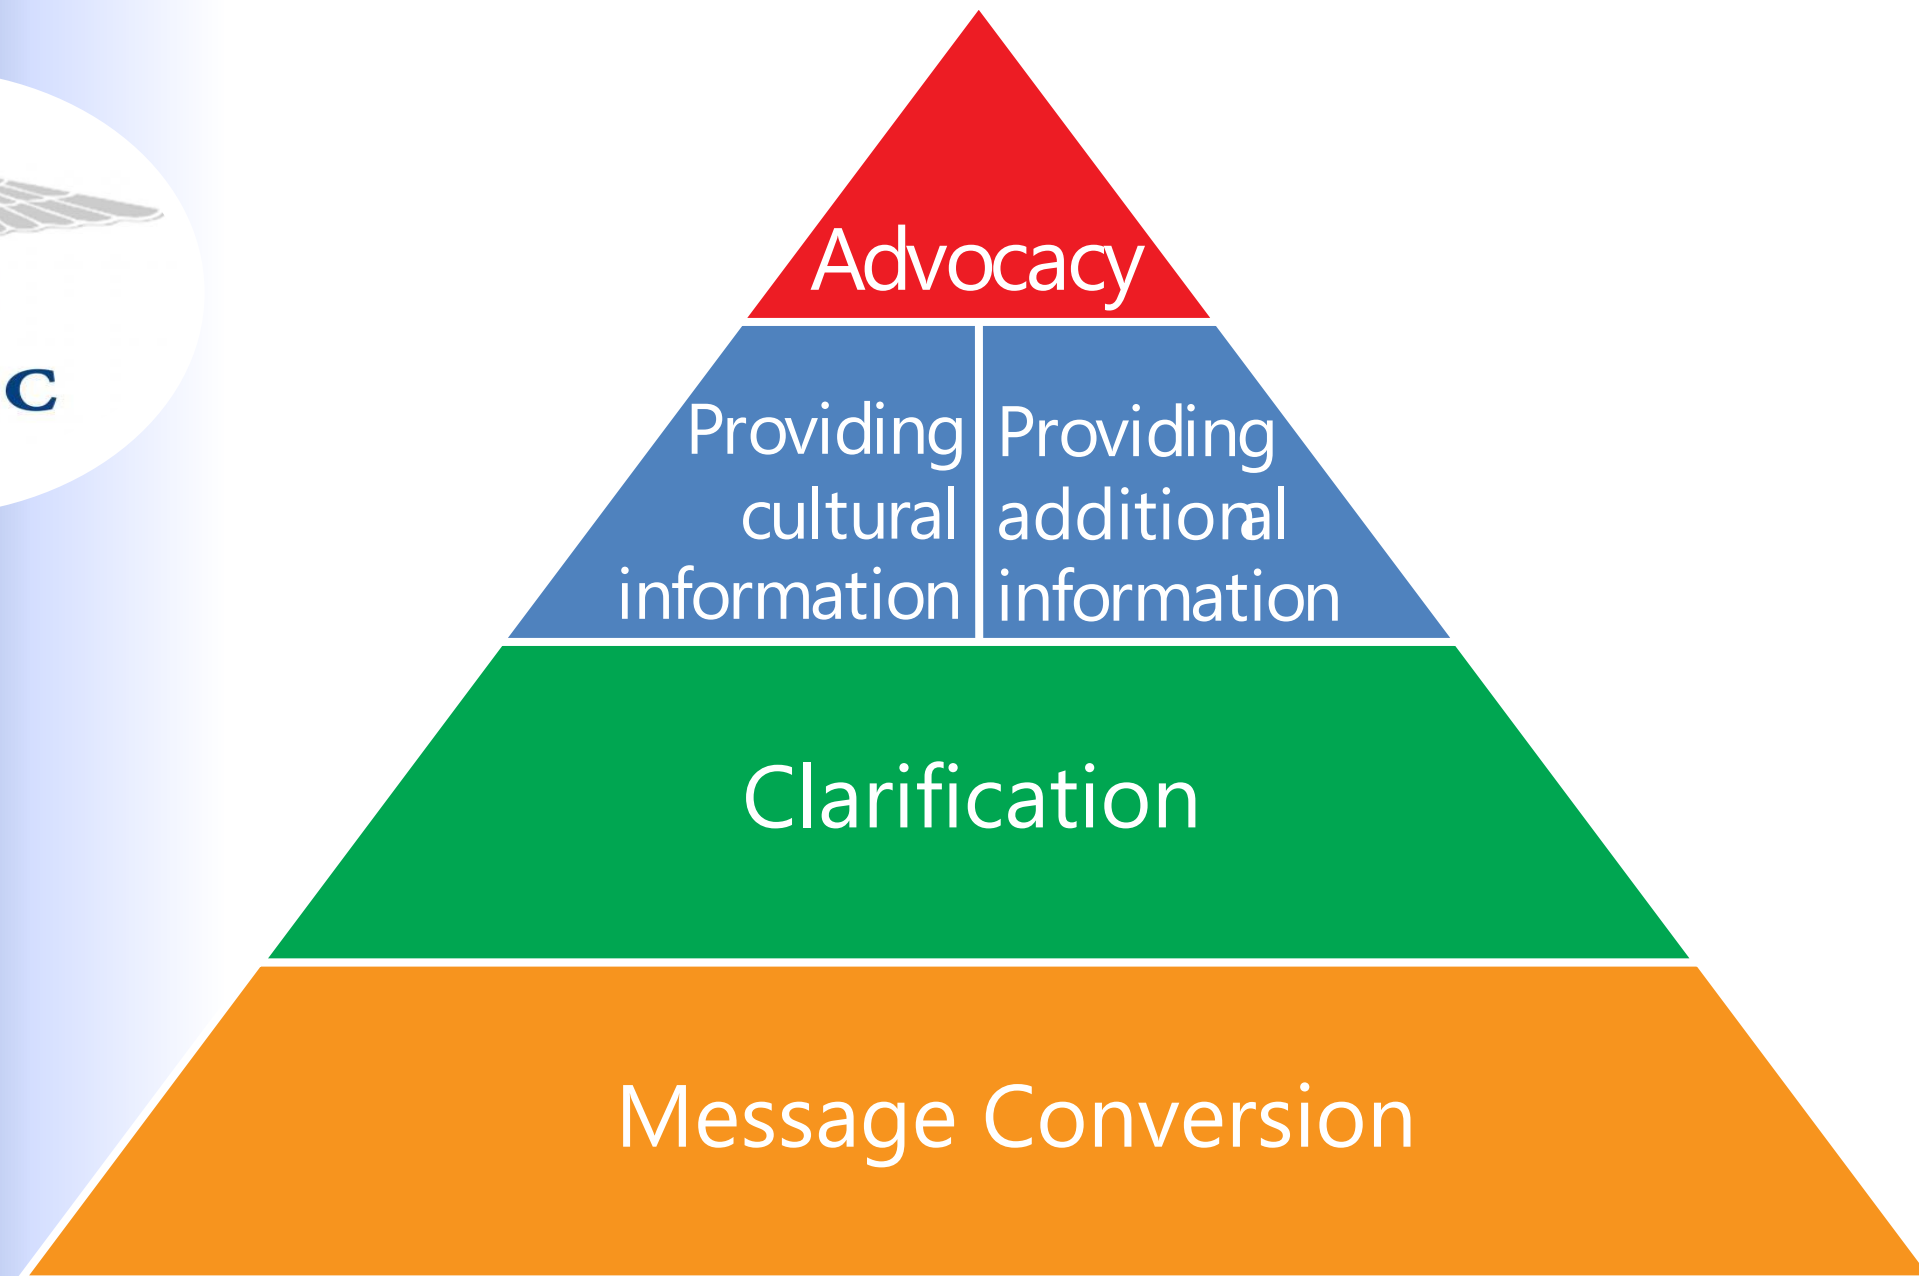 Advocacy
Providing
cultural
information
Providing
additional
information
C
Clarification
Message Conversion